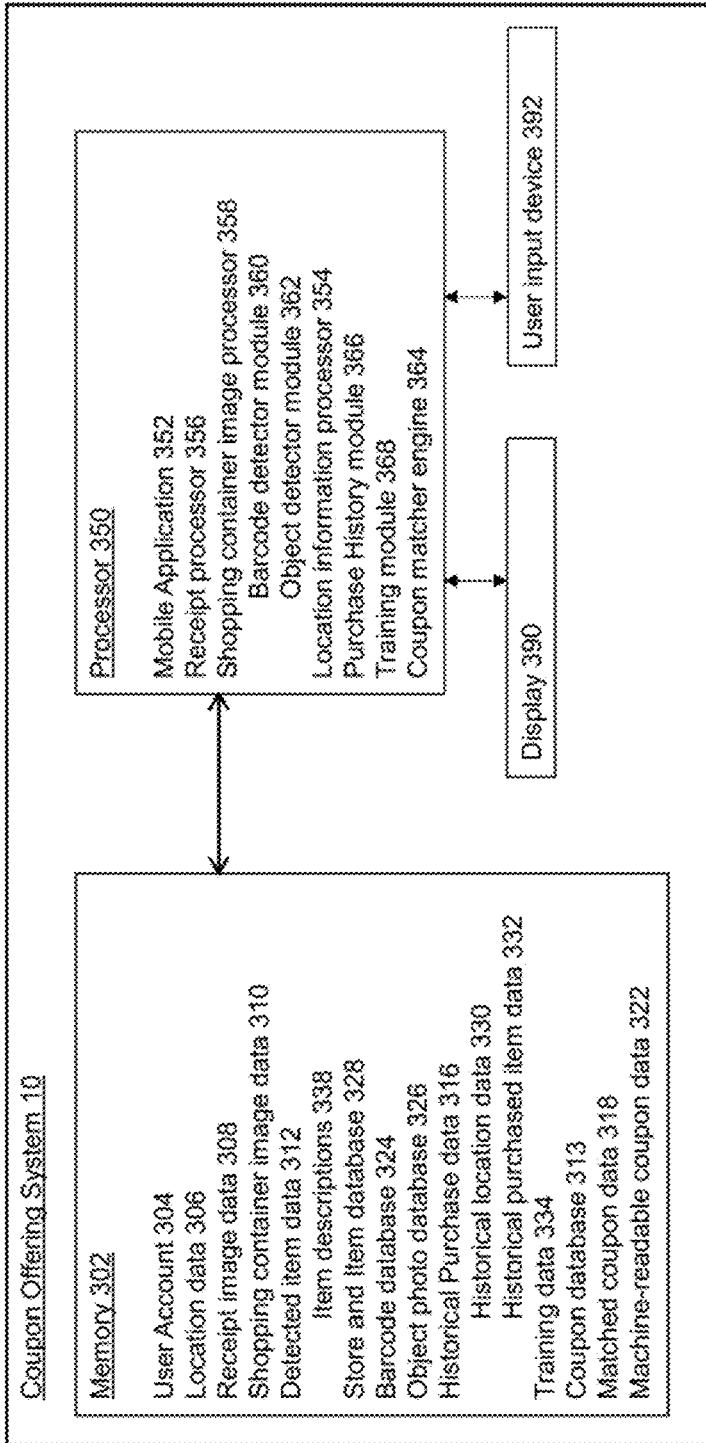 Coupon Offering System 10
Memory 302
User Account 304
Location data 306
Receipt image data 308
Shopping container image data 310
Detected item data 312
Item descriptions 338
Store and Item database 328
Barcode database 324
Object photo database 326
Historical Purchase data 316
Historical location data 330
Historical purchased item data 332
Training data 334
Coupon database 313
Matched coupon data 318
Machine-readable coupon data 322
Processor 350
Mobile Application 352
Receipt processor 356
Shopping container image processor 358
Barcode detector module 360
Object detector module 362
Location information processor 354
Purchase History module 366
Training module 368
Coupon matcher engine 364
Display 390
User input device 392